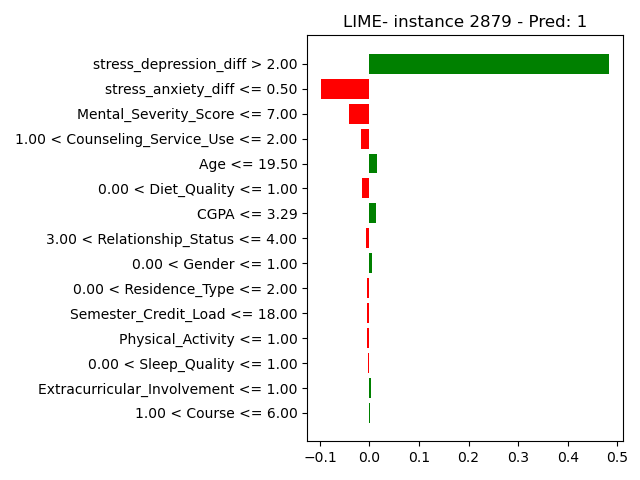 LIME- instance 2879 - Pred: 1
stress_depression_diff > 2.00
stress_anxiety_diff <= 0.50
Mental_Severity_Score <= 7.00
1.00 < Counseling_Service_Use <= 2.00
Age <= 19.50
0.00 < Diet_Quality <= 1.00
CGPA <= 3.29
3.00 < Relationship_Status <= 4.00
0.00 < Gender <= 1.00
0.00 < Residence_Type <= 2.00
Semester_Credit_Load <= 18.00
Physical_Activity <= 1.00
0.00 < Sleep_Quality <= 1.00
Extracurricular_Involvement <= 1.00
1.00 < Course <= 6.00
−0.1 0.0 0.1 0.2 0.3 0.4 0.5